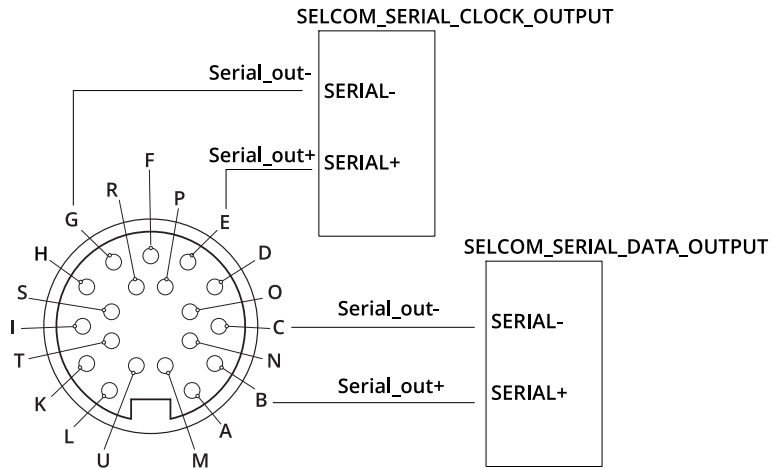 SELCOM_SERIAL_CLOCK_OUTPUT
Serial_out-
SERIAL-
Serial_out+
SERIAL+
F
R
P
G
E
H
D
SELCOM_SERIAL_DATA_OUTPUT
S
O
Serial_out-
SERIAL-
I
C
T
N
Serial_out+
SERIAL+
K
B
L
A
U
M